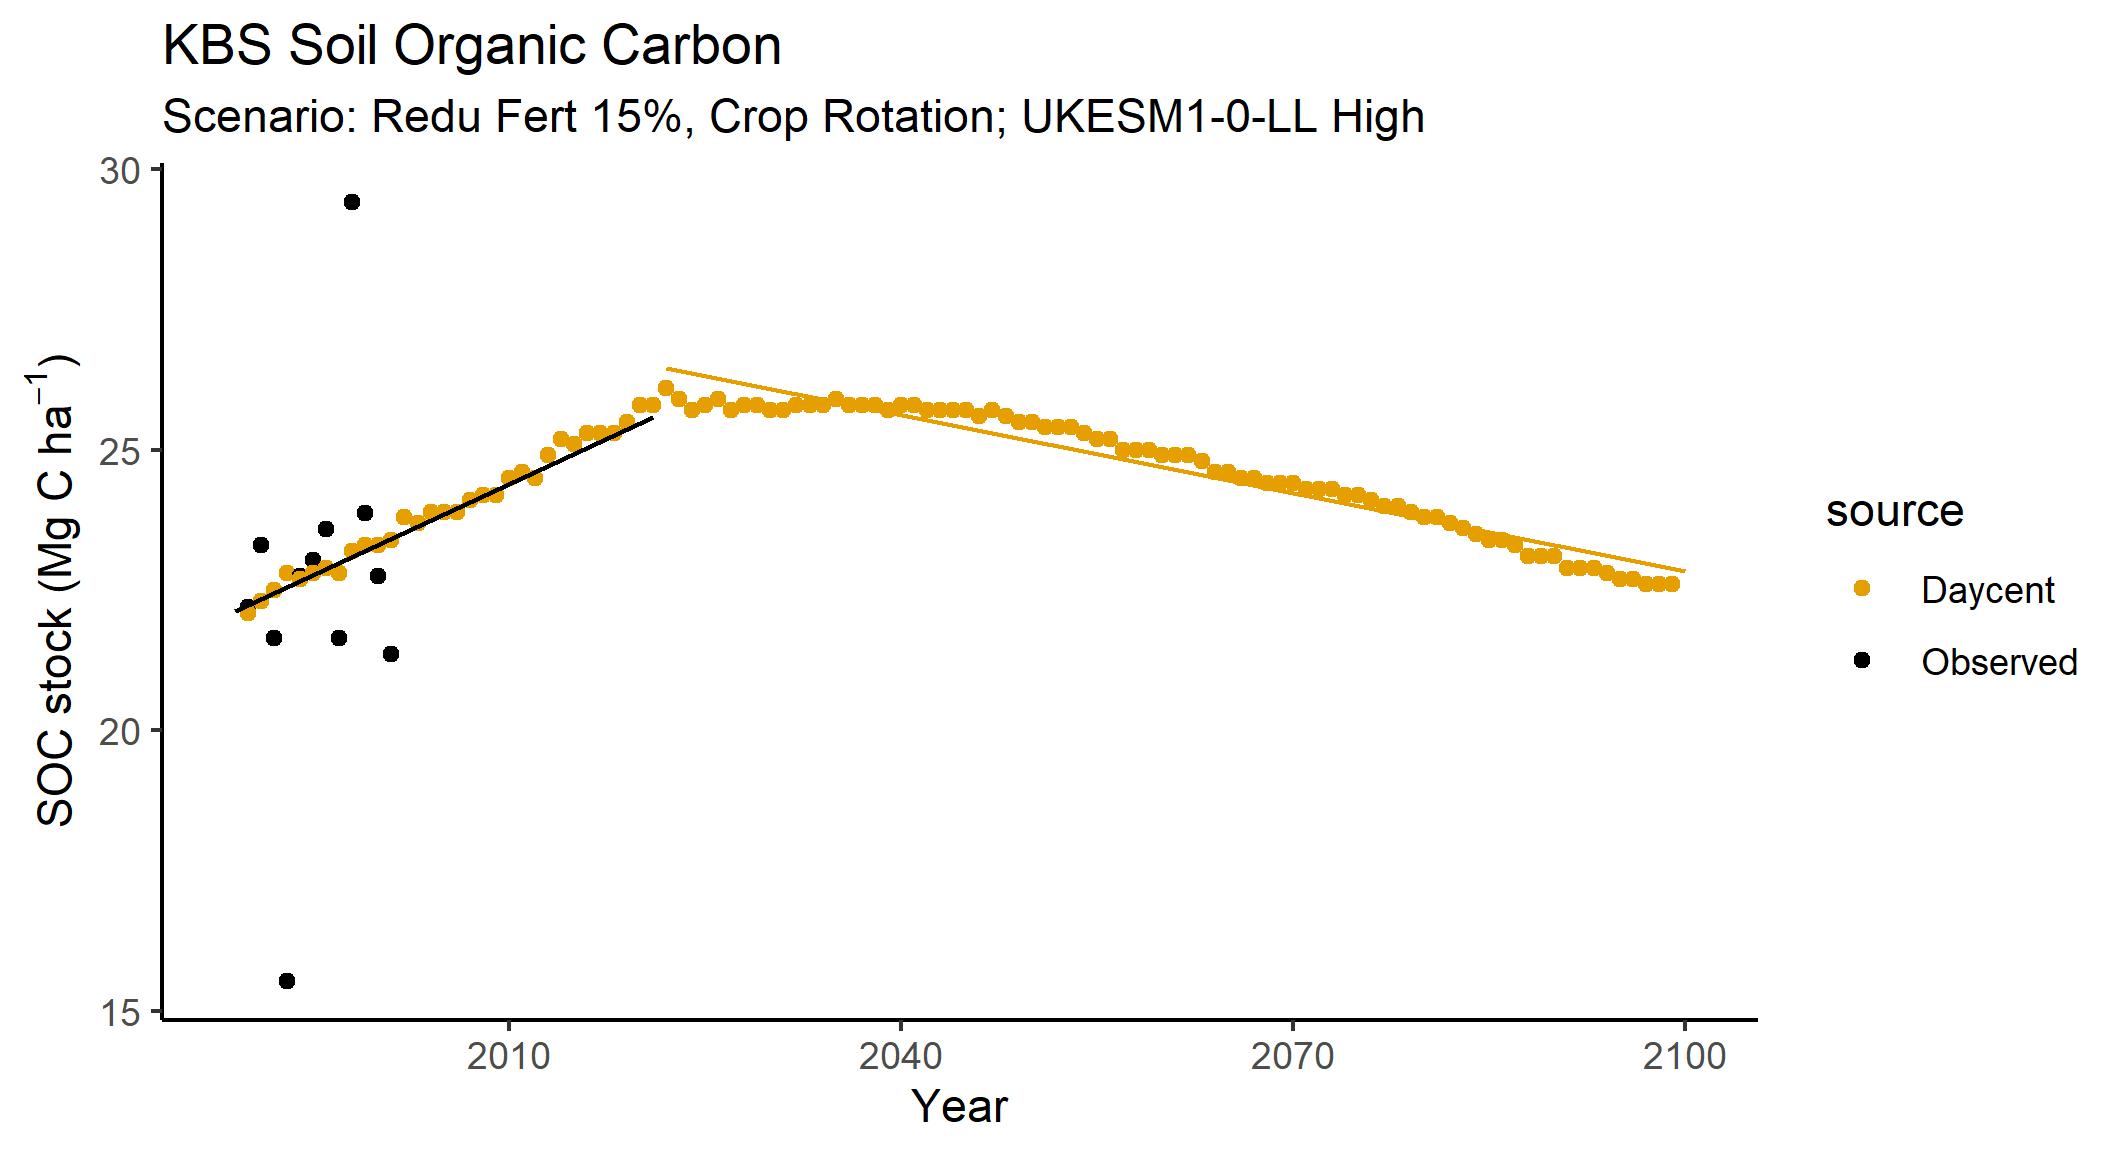 KBS Soil Organic Carbon
Scenario: Redu Fert 15%, Crop Rotation; UKESM1-0-LL High
30
25
20
15
SOC stock (Mg C ha⁻¹)
2010
2040
2070
2100
Year
source
Daycent
Observed